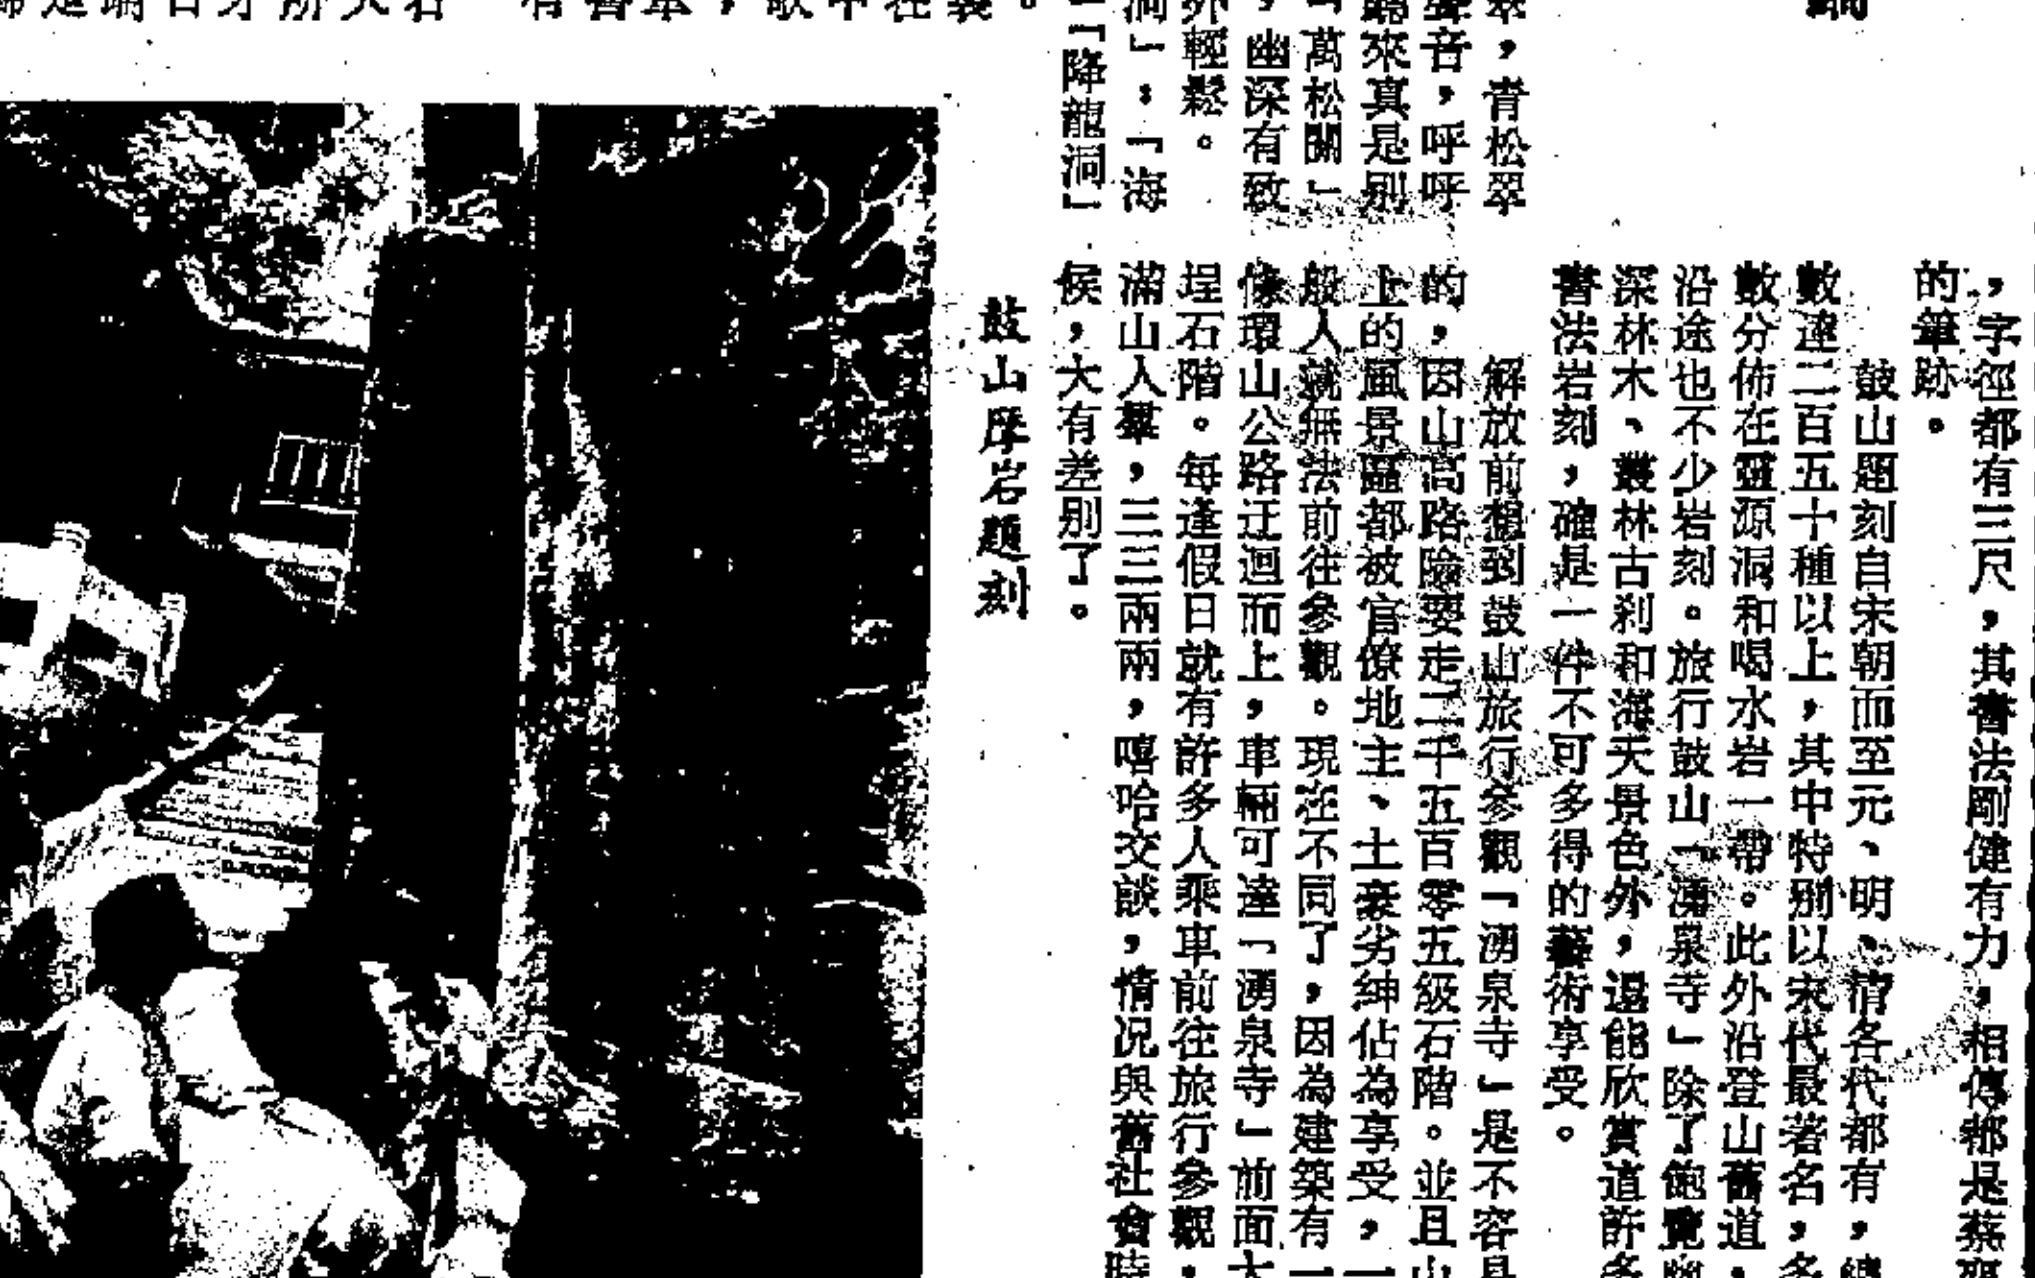 ，字徑都有三尺，其書法剛健有力，相傳都是蔡襄
的筆跡。
鼓山題刻自宋朝而至元、明、清各代都有，總
數達二百五十種以上，其中特別以宋代最著名，多
數分佈在靈源洞和喝水岩一帶。此外沿登山舊道，
沿途也不少岩刻。旅行鼓山「湧泉寺」除了飽覽幽
深林木、叢林古刹和海天景色外，還能欣賞這許多
書法岩刻，確是一件不可多得的藝術享受。
解放前想到鼓山旅行參觀「湧泉寺」是不容易
的，因山高路險要走二千五百零五級石階。並且山
上的風景區都被官僚地主、土豪劣紳佔為享受，一
般人就無法前往參觀。現在不同了，因為建築有一
像環山公路迂迴而上，車輛可達「湧泉寺」前面大
埕石階。每逢假日就有許多人乘車前往旅行參觀，
滿山人羣，三三兩兩，嘻哈交談，情況與舊社會時
候，大有差別了。
翠，青松翠
聲音，呼呼
聽來真是別
「萬松關」
，幽深有致
外輕鬆。
洞」，「海
「降龍洞」
鼓山摩岩題刻